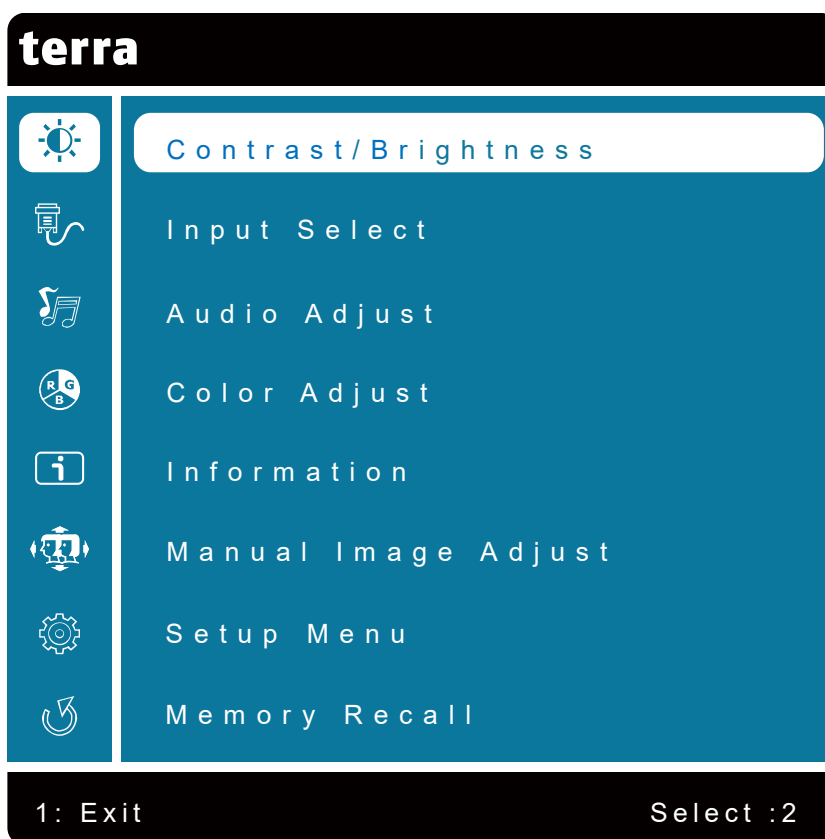 terra
Contrast/Brightness
Input Select
Audio Adjust
R G
B
Color Adjust
i
Information
Manual Image Adjust
Setup Menu
Memory Recall
1: Exit Select :2